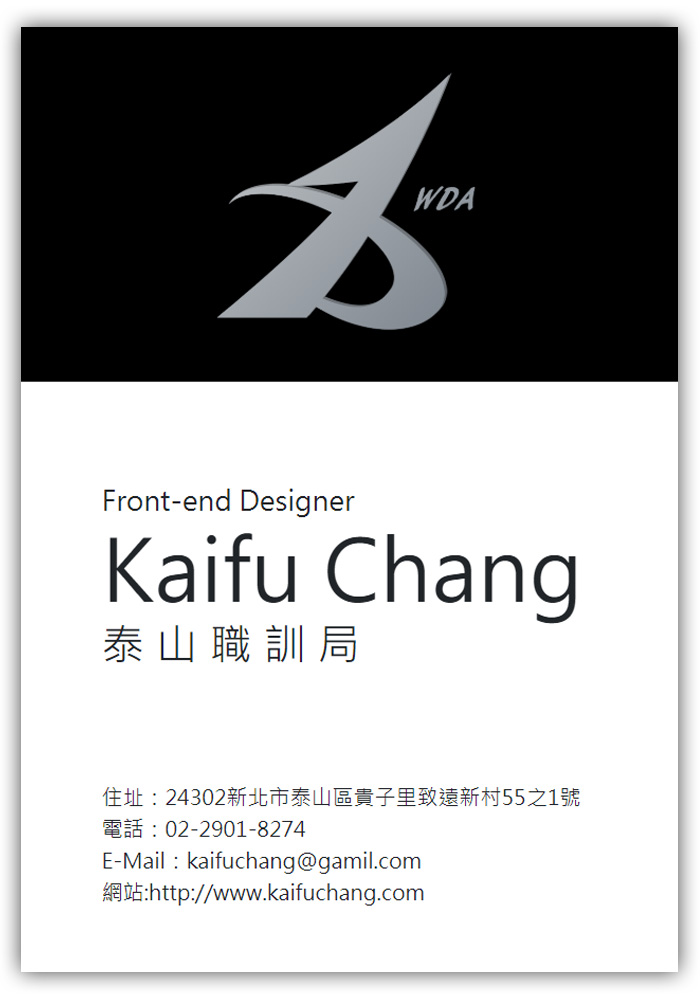 WDA
Front-end Designer
Kaifu Chang
泰山職訓局
住址：24302新北市泰山區貴子里致遠新村55之1號
電話：02-2901-8274
E-Mail：kaifuchang@gamil.com
網站:http://www.kaifuchang.com